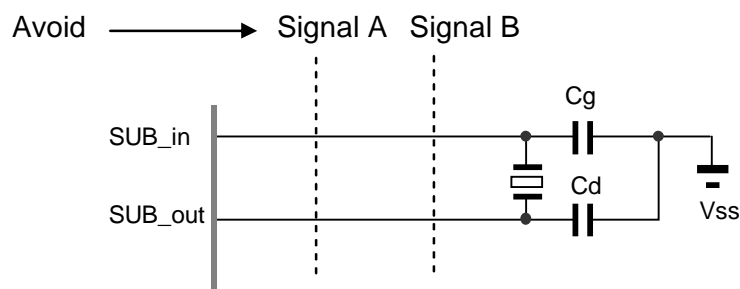 Avoid Signal A Signal B
Cg
SUB_in
Cd
SUB_out
Vss